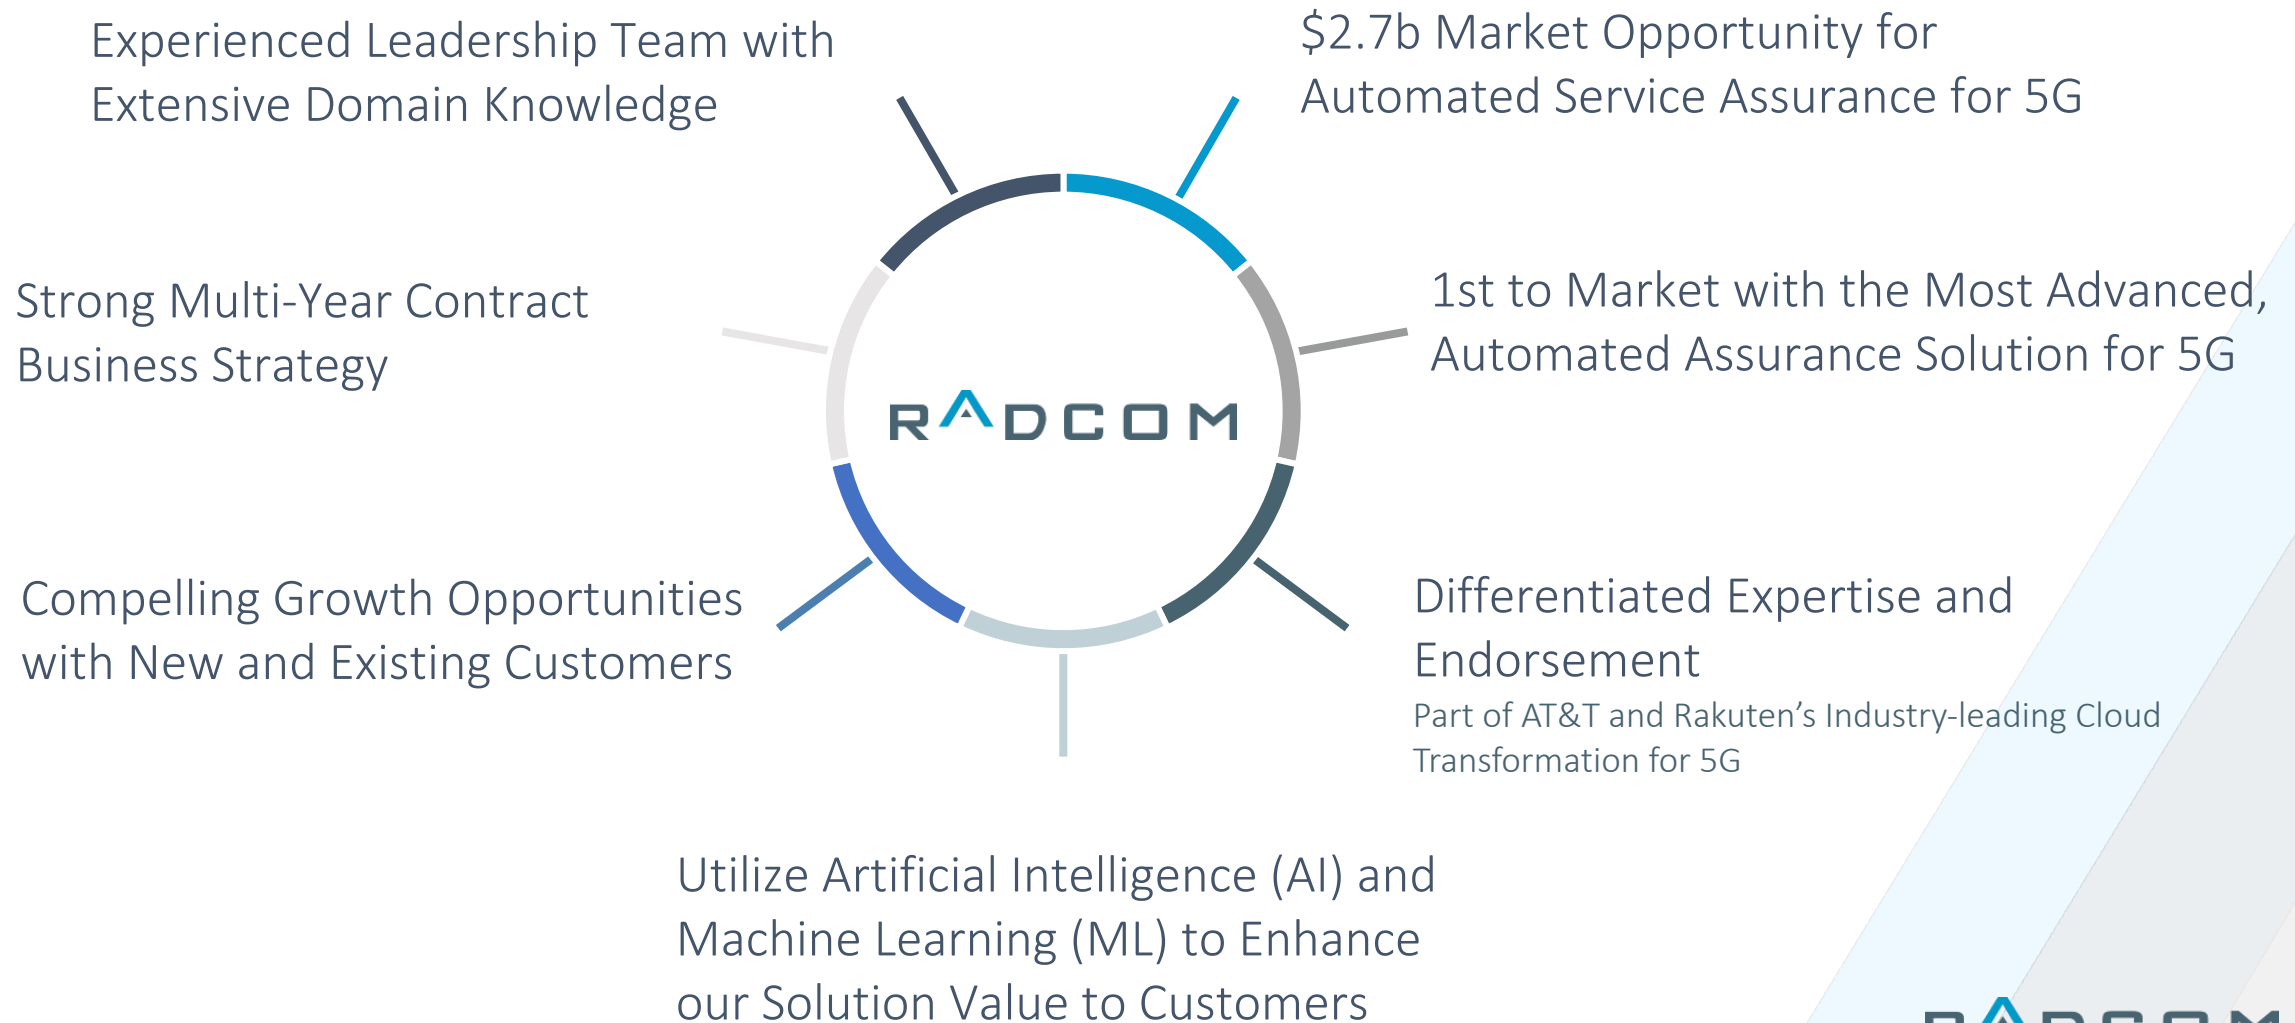 Experienced Leadership Team with
Extensive Domain Knowledge
$2.7b Market Opportunity for
Automated Service Assurance for 5G
Strong Multi-Year Contract
Business Strategy
1st to Market with the Most Advanced,
Automated Assurance Solution for 5G
RADCOM
Compelling Growth Opportunities
with New and Existing Customers
Differentiated Expertise and
Endorsement
Part of AT&T and Rakuten’s Industry-leading Cloud
Transformation for 5G
Utilize Artificial Intelligence (AI) and
Machine Learning (ML) to Enhance
our Solution Value to Customers
RADCOM